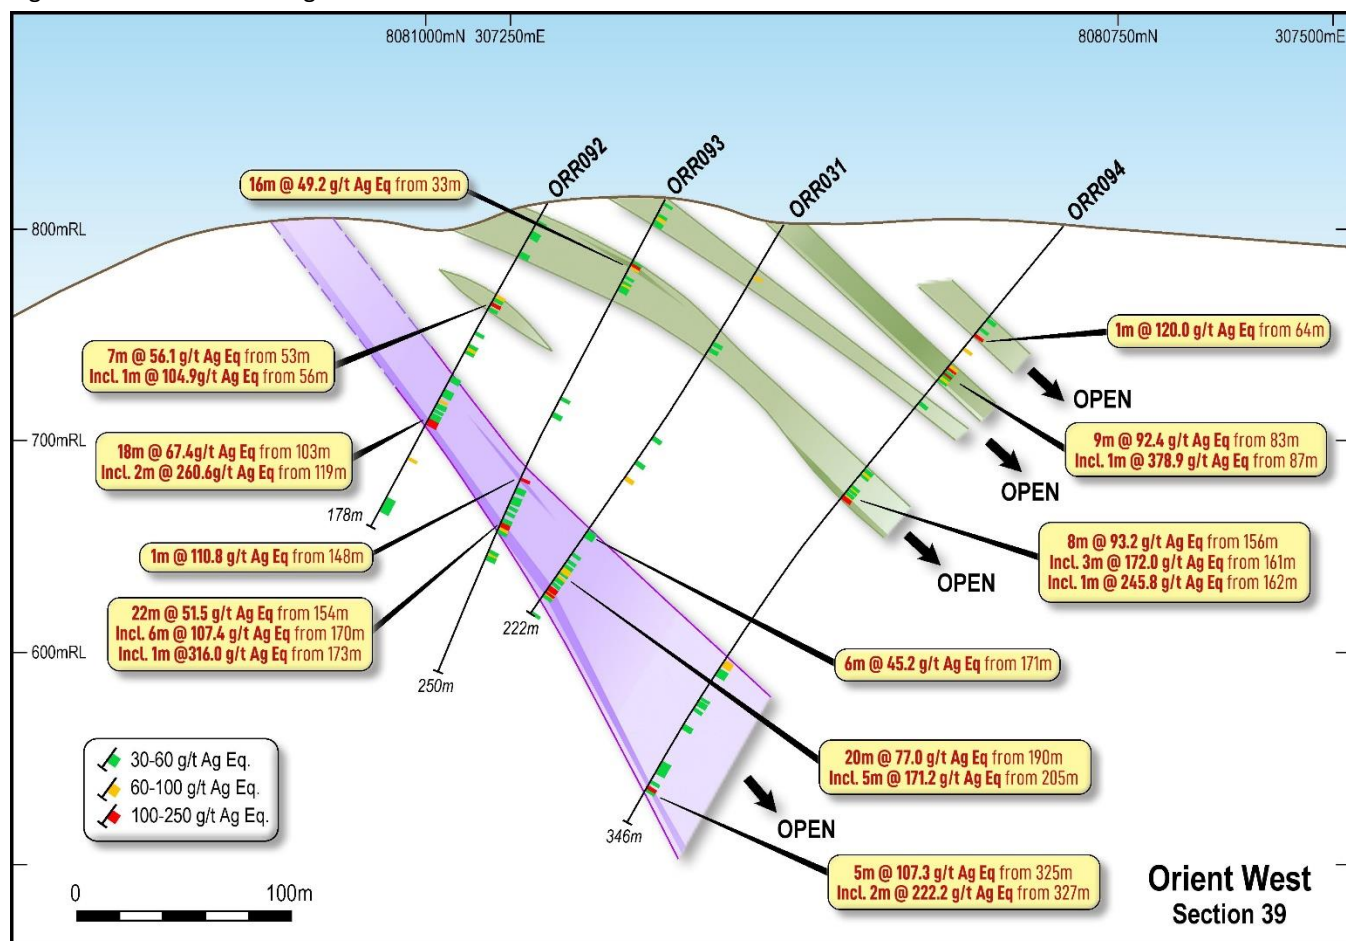 8081000mN 307250mE 8080750mN 307500mE
ORR092
ORR093
ORR031
ORR094
16m @ 49.2 g/t Ag Eq from 33m
800mRL
7m @ 56.1 g/t Ag Eq from 53m
Incl. 1m @ 104.9g/t Ag Eq from 56m
1m @ 120.0 g/t Ag Eq from 64m
OPEN
700mRL
18m @ 67.4g/t Ag Eq from 103m
Incl. 2m @ 260.6g/t Ag Eq from 119m
9m @ 92.4 g/t Ag Eq from 83m
Incl. 1m @ 378.9 g/t Ag Eq from 87m
OPEN
178m
1m @ 110.8 g/t Ag Eq from 148m
8m @ 93.2 g/t Ag Eq from 156m
Incl. 3m @ 172.0 g/t Ag Eq from 161m
Incl. 1m @ 245.8 g/t Ag Eq from 162m
OPEN
22m @ 51.5 g/t Ag Eq from 154m
Incl. 6m @ 107.4 g/t Ag Eq from 170m
Incl. 1m @316.0 g/t Ag Eq from 173m
222m
600mRL
6m @ 45.2 g/t Ag Eq from 171m
250m
30-60 g/t Ag Eq.
60-100 g/t Ag Eq.
100-250 g/t Ag Eq.
20m @ 77.0 g/t Ag Eq from 190m
Incl. 5m @ 171.2 g/t Ag Eq from 205m
346m
OPEN
5m @ 107.3 g/t Ag Eq from 325m
Incl. 2m @ 222.2 g/t Ag Eq from 327m
0 100m
Orient West
Section 39